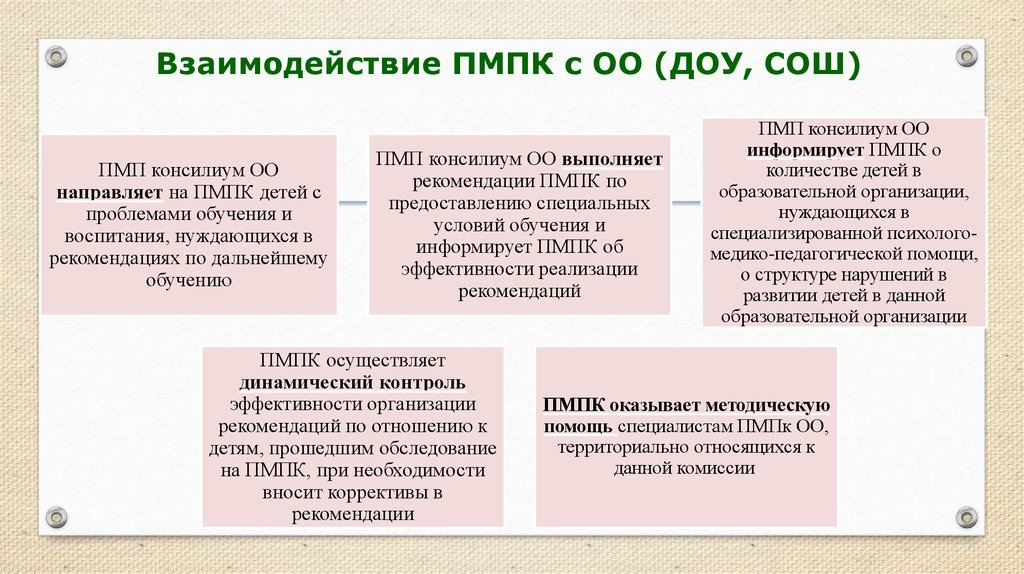 Взаимодействие ПМПК с ОО (ДОУ, СОШ)
ПМП консилиум ОО
направляет на ПМПК детей с
проблемами обучения и
воспитания, нуждающихся в
рекомендациях по дальнейшему
обучению
ПМП консилиум ОО выполняет
рекомендации ПМПК по
предоставлению специальных
условий обучения и
информирует ПМПК об
эффективности реализации
рекомендаций
ПМП консилиум ОО
информирует ПМПК о
количестве детей в
образовательной организации,
нуждающихся в
специализированной психолого-
медико-педагогической помощи,
о структуре нарушений в
развитии детей в данной
образовательной организации
ПМПК осуществляет
динамический контроль
эффективности организации
рекомендаций по отношению к
детям, прошедшим обследование
на ПМПК, при необходимости
вносит коррективы в
рекомендации
ПМПК оказывает методическую
помощь специалистам ПМПк ОО,
территориально относящихся к
данной комиссии